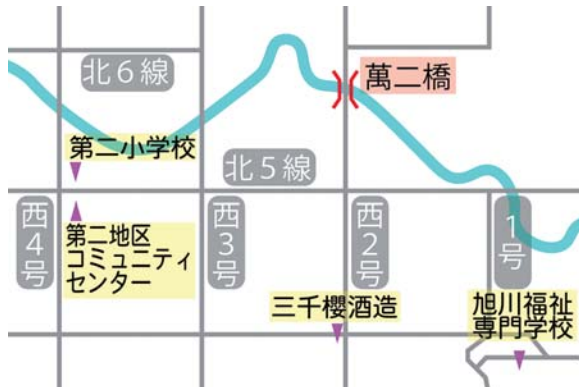 北6線
萬二橋
第二小学校
北5線
西4号
第二地区
コミュニティ
センター
西3号
西2号
1号
三千櫻酒造
旭川福祉
専門学校